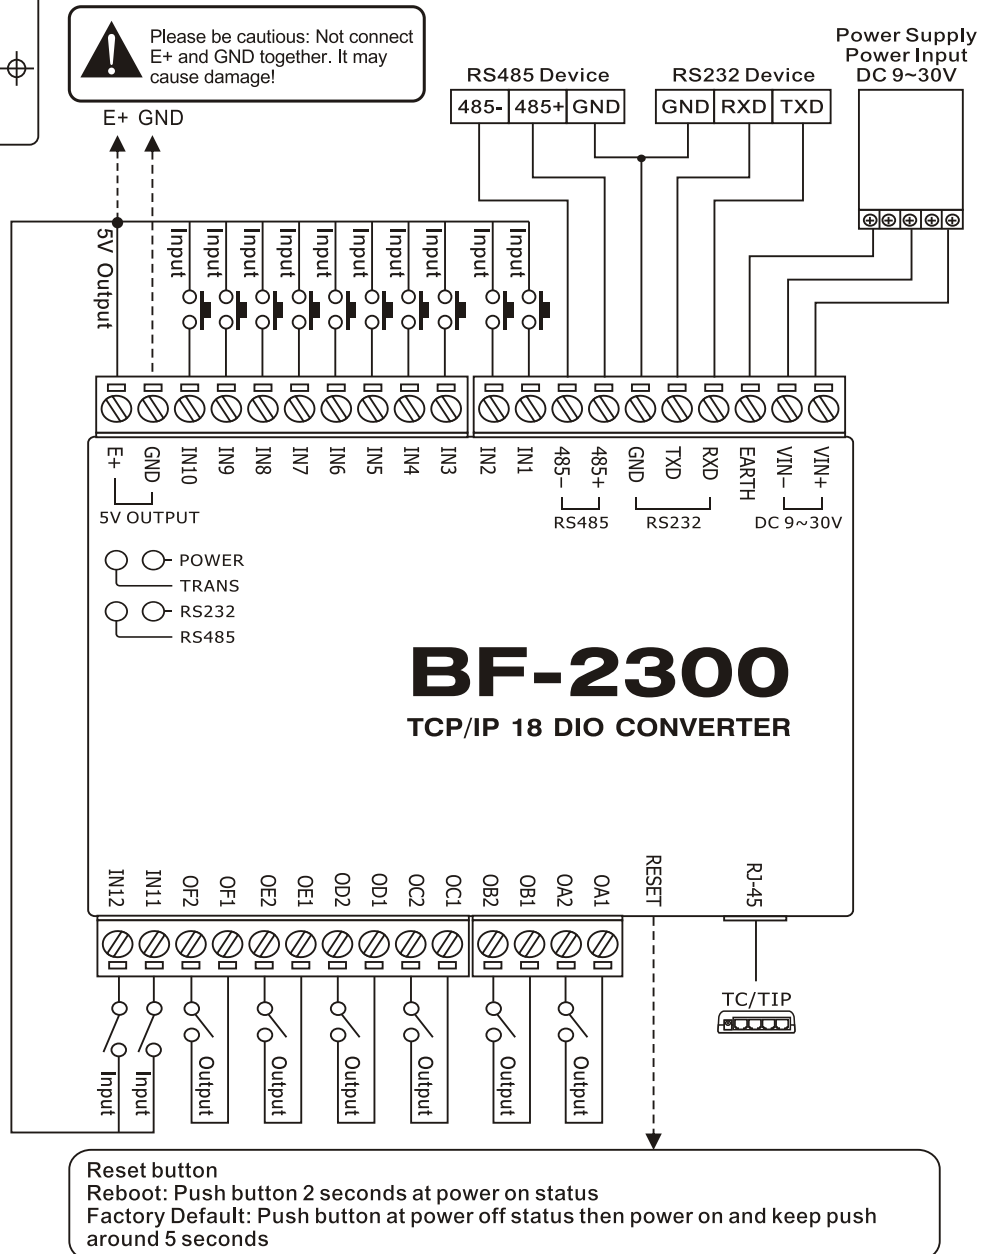 Please be cautious: Not connect
E+ and GND together. It may
cause damage!
E+ GND
RS485 Device
485- 485+ GND
RS232 Device
GND RXD TXD
Power Supply
Power Input
DC 9~30V
5V Output
Input
Input
Input
Input
Input
Input
Input
Input
Input
Input
E+
GND
IN10
IN9
IN8
IN7
IN6
IN5
IN4
IN3
IN2
IN1
485−
485+
GND
TXD
RXD
EARTH
VIN−
VIN+
5V OUTPUT
RS485
RS232
DC 9~30V
POWER
TRANS
RS232
RS485
BF-2300
TCP/IP 18 DIO CONVERTER
IN12
IN11
OF2
OF1
OE2
OE1
OD2
OD1
OC2
OC1
OB2
OB1
OA2
OA1
RESET
RJ-45
TC/TIP
Input
Input
Output
Output
Output
Output
Output
Output
Reset button
Reboot: Push button 2 seconds at power on status
Factory Default: Push button at power off status then power on and keep push
around 5 seconds